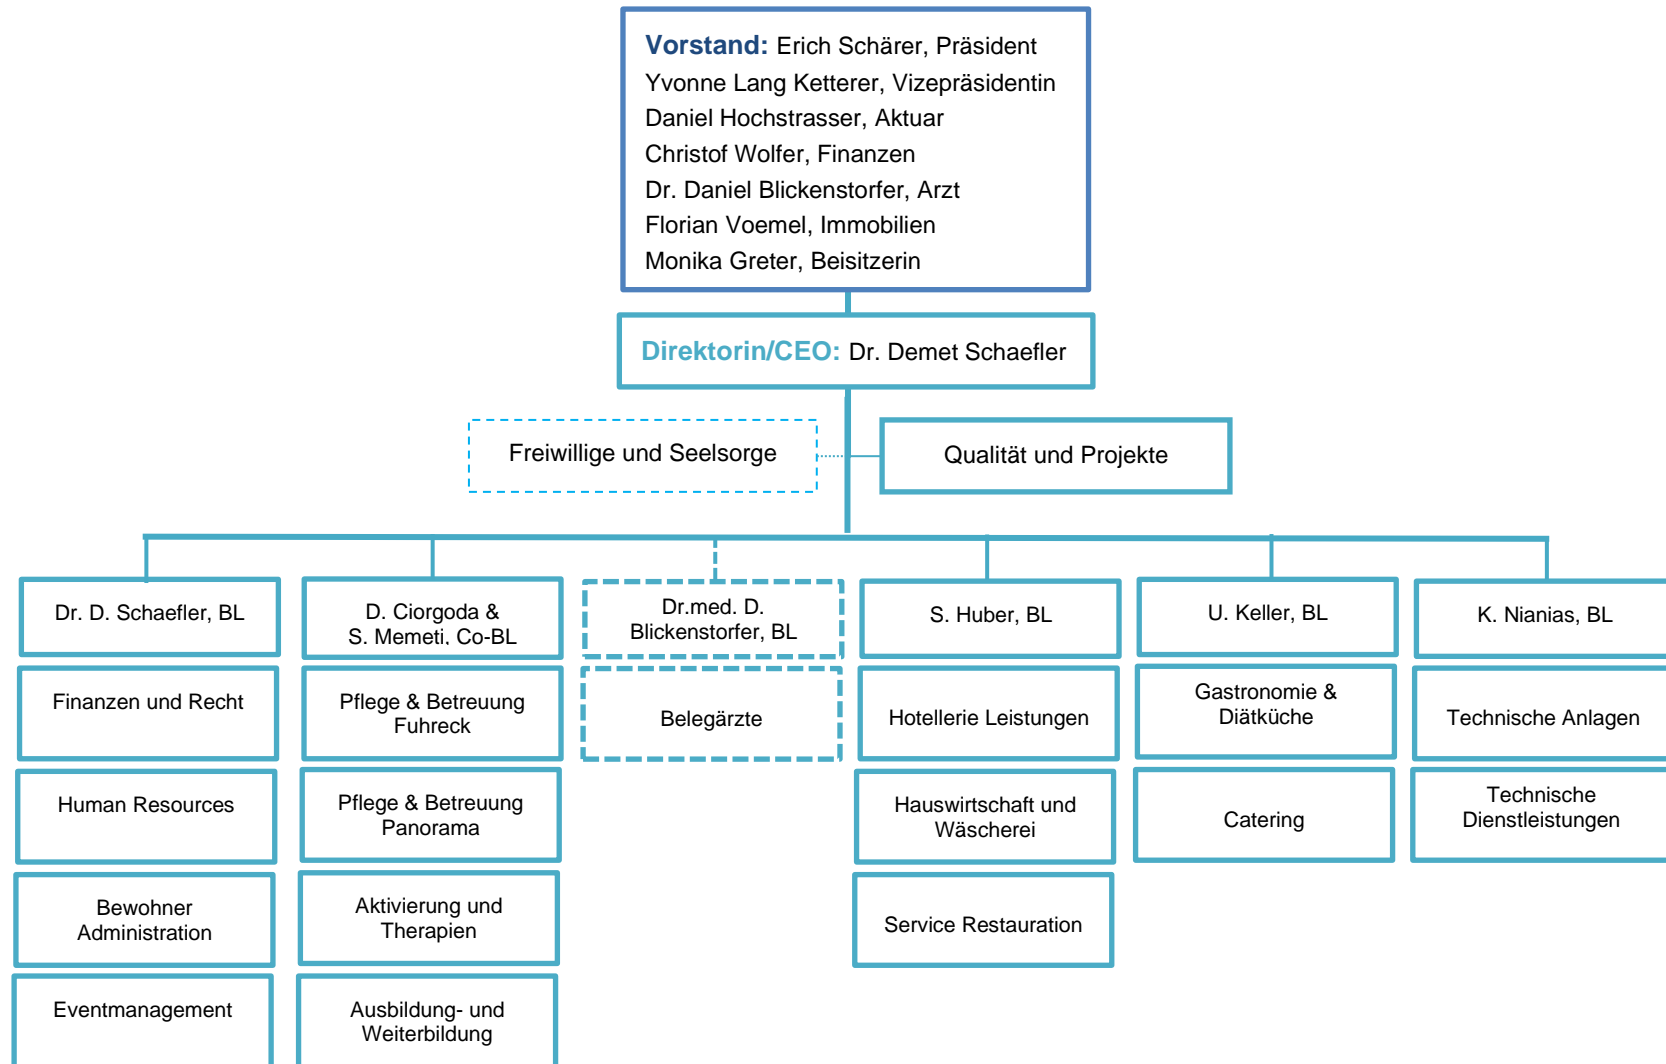 Vorstand: Erich Schärer, Präsident
Yvonne Lang Ketterer, Vizepräsidentin
Daniel Hochstrasser, Aktuar
Christof Wolfer, Finanzen
Dr. Daniel Blickenstorfer, Arzt
Florian Voemel, Immobilien
Monika Greter, Beisitzerin
Direktorin/CEO: Dr. Demet Schaefler
Freiwillige und Seelsorge
Qualität und Projekte
Dr. D. Schaefler, BL
Finanzen und Recht
Human Resources
Bewohner
Administration
Eventmanagement
D. Ciorgoda &
S. Memeti, Co-BL
Pflege & Betreuung
Fuhreck
Pflege & Betreuung
Panorama
Aktivierung und
Therapien
Ausbildung- und
Weiterbildung
Dr.med. D.
Blickenstorfer, BL
Belegärzte
S. Huber, BL
Hotellerie Leistungen
Hauswirtschaft und
Wäscherei
Service Restauration
U. Keller, BL
Gastronomie &
Diätküche
Catering
K. Nianias, BL
Technische Anlagen
Technische
Dienstleistungen